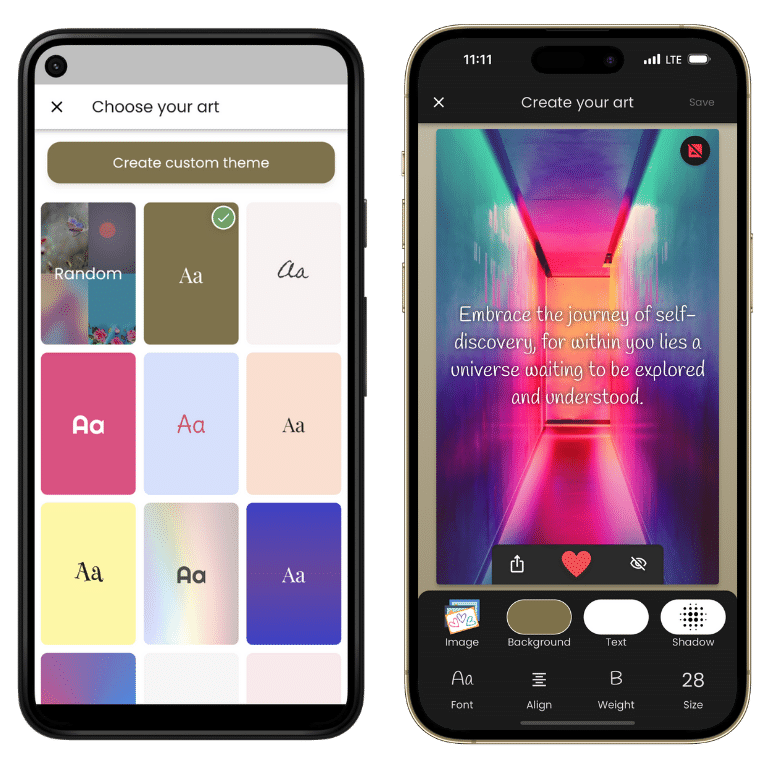 Choose your art
Create custom theme
Random
Aa
Aa
Aa
Aa
Aa
Aa
Aa
Aa
11:11
LTE
Create your art
Save
Embrace the journey of self-
discovery, for within you lies a
universe waiting to be explored
and understood.
Image
Background
Text
Shadow
Aa
B
28
Font
Align
Weight
Size